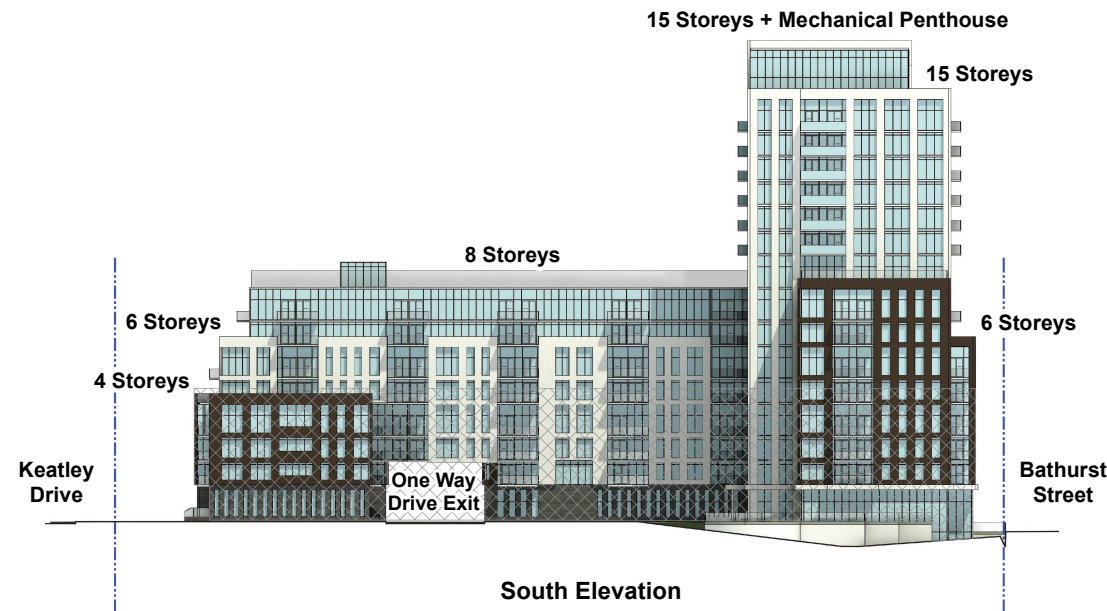 15 Storeys + Mechanical Penthouse
15 Storeys
8 Storeys
6 Storeys
6 Storeys
4 Storeys
Keatley
Drive
One Way
Drive Exit
Bathurst
Street
South Elevation